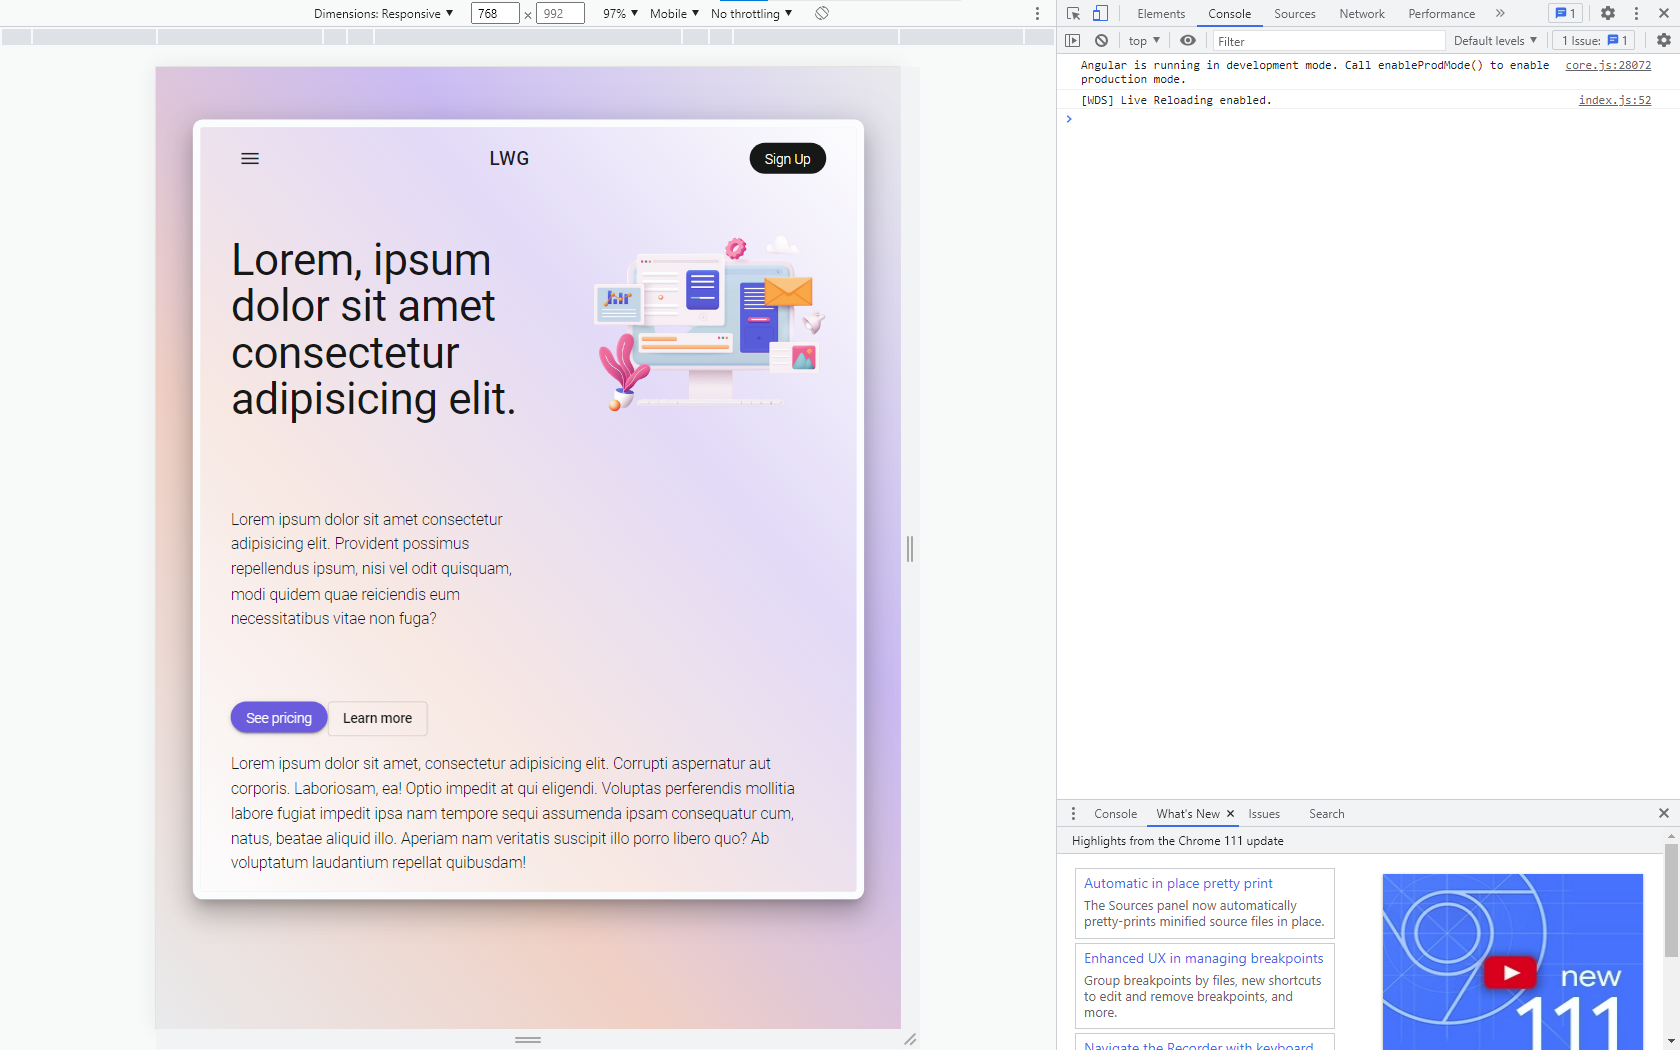 Dimensions: Responsive ▼ 768 × 992 97% ▼ Mobile ▼ No throttling ▼
Elements Console Sources Network Performance » 1
top ▼ Filter Default levels ▼ 1 Issue: 1
Angular is running in development mode. Call enableProdMode() to enable core.js:28072
production mode.
[WDS] Live Reloading enabled. index.js:52
LWG
Sign Up
Lorem, ipsum
dolor sit amet
consectetur
adipisicing elit.
Lorem ipsum dolor sit amet consectetur
adipisicing elit. Provident possimus
repellendus ipsum, nisi vel odit quisquam,
modi quidem quae reiciendis eum
necessitatibus vitae non fuga?
See pricing Learn more
Lorem ipsum dolor sit amet, consectetur adipisicing elit. Corrupti aspernatur aut
corporis. Laboriosam, ea! Optio impedit at qui eligendi. Voluptas perferendis mollitia
labore fugiat impedit ipsa nam tempore sequi assumenda ipsam consequatur cum,
natus, beatae aliquid illo. Aperiam nam veritatis suscipit illo porro libero quo? Ab
voluptatum laudantium repellat quibusdam!
Console What's New × Issues Search
Highlights from the Chrome 111 update
Automatic in place pretty print
The Sources panel now automatically
pretty-prints minified source files in place.
Enhanced UX in managing breakpoints
Group breakpoints by files, new shortcuts
to edit and remove breakpoints, and
more.
Navigate the Recorder with keyboard
new
111